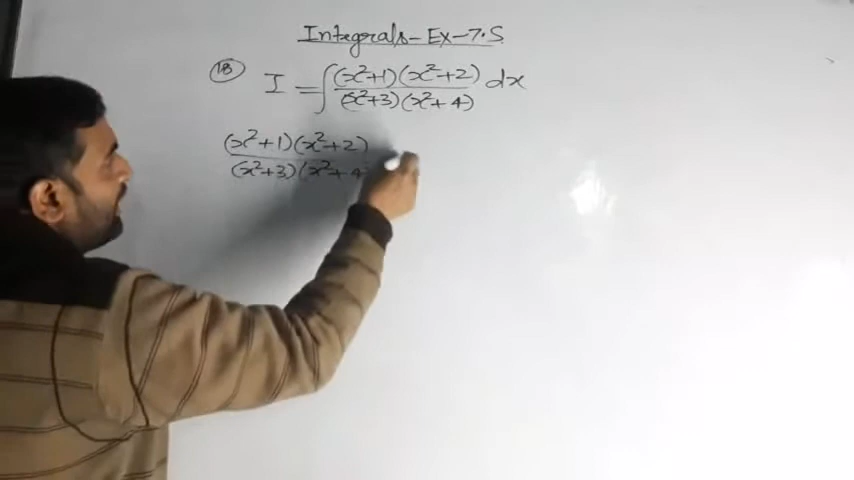 Integrals-Ex-7.5
18 I = ∫ (x²+1)(x²+2) / (x²+3)(x²+4) dx
(x²+1)(x²+2) / (x²+3)(x²+4